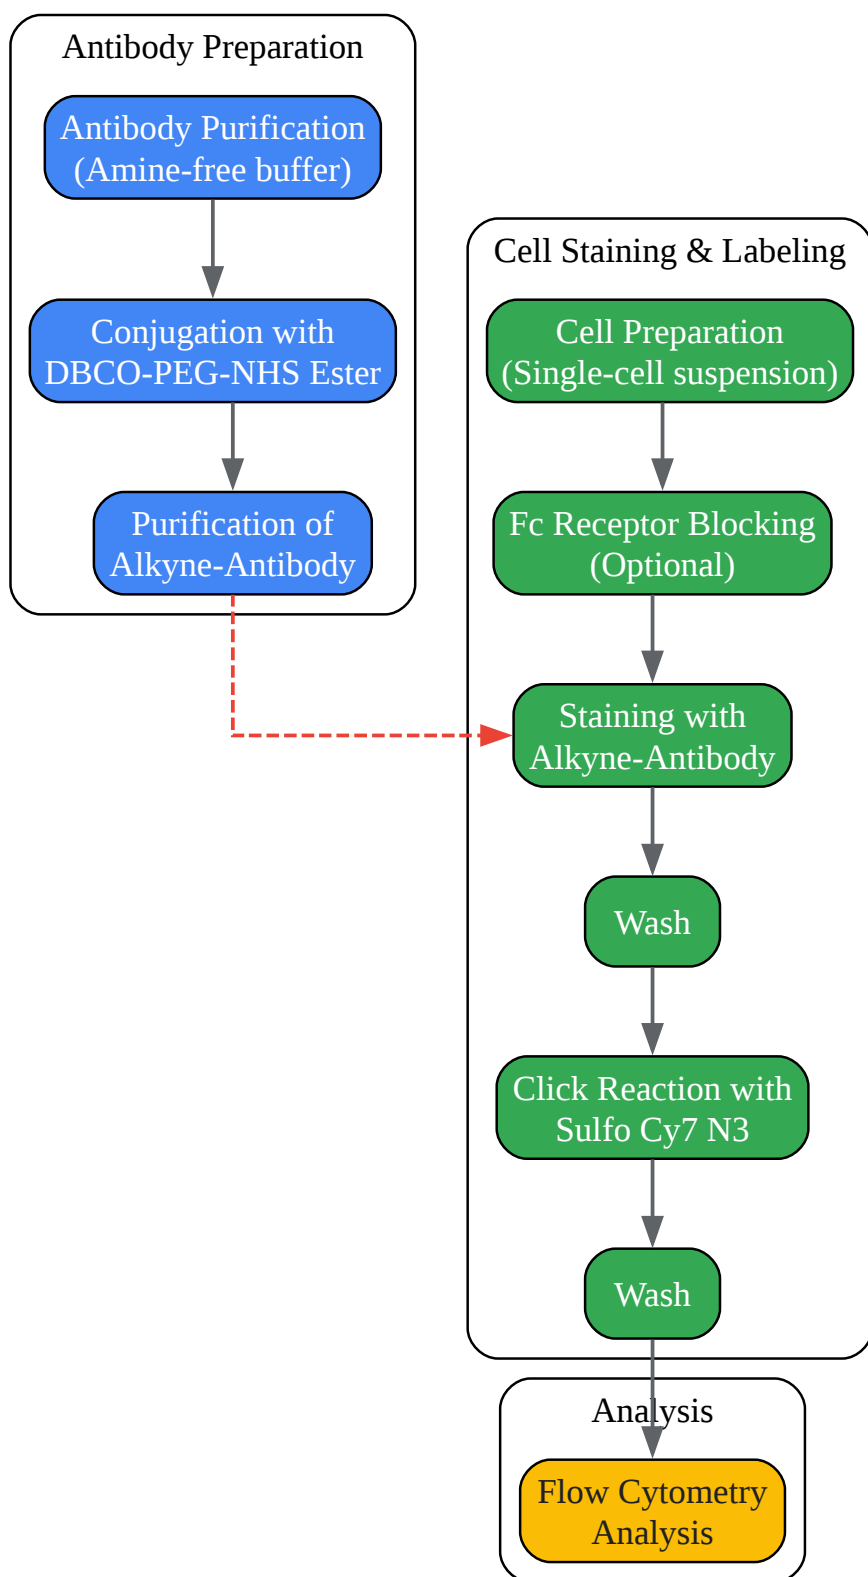 Antibody Preparation
Antibody Purification
(Amine-free buffer)
Conjugation with
DBCO-PEG-NHS Ester
Purification of
Alkyne-Antibody
Cell Staining & Labeling
Cell Preparation
(Single-cell suspension)
Fc Receptor Blocking
(Optional)
Staining with
Alkyne-Antibody
Wash
Click Reaction with
Sulfo Cy7 N3
Wash
Analysis
Flow Cytometry
Analysis